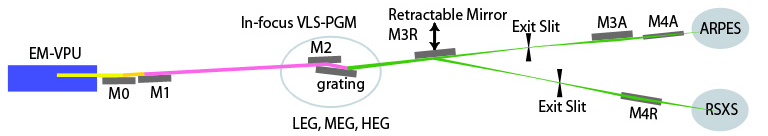 EM-VPU
M0
M1
In-focus VLS-PGM
M2
grating
LEG, MEG, HEG
Retractable Mirror
M3R
Exit Slit
M3A
M4A
ARPES
Exit Slit
M4R
RSXS